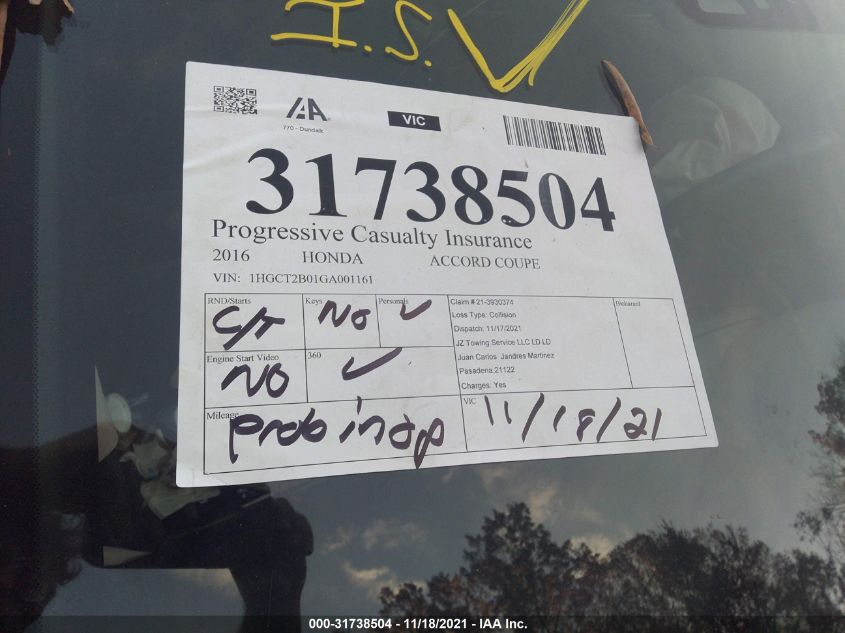 I.S. V
IAA
770 - Dundalk
VIC
31738504
Progressive Casualty Insurance
2016 HONDA ACCORD COUPE
VIN: 1HGCT2B01GA001161
RND/Starts
C/T
Keys
No
Personals
✓
Claim # 21-3930374
Loss Type: Collision
Dispatch: 11/17/2021
JZ Towing Service LLC LD LD
Juan Carlos Jandres Martinez
Pasadena,21122
Charges: Yes
Engine Start Video
NO
360
✓
Mileage
prob inop
VIC
11/18/21
000-31738504 - 11/18/2021 - IAA Inc.